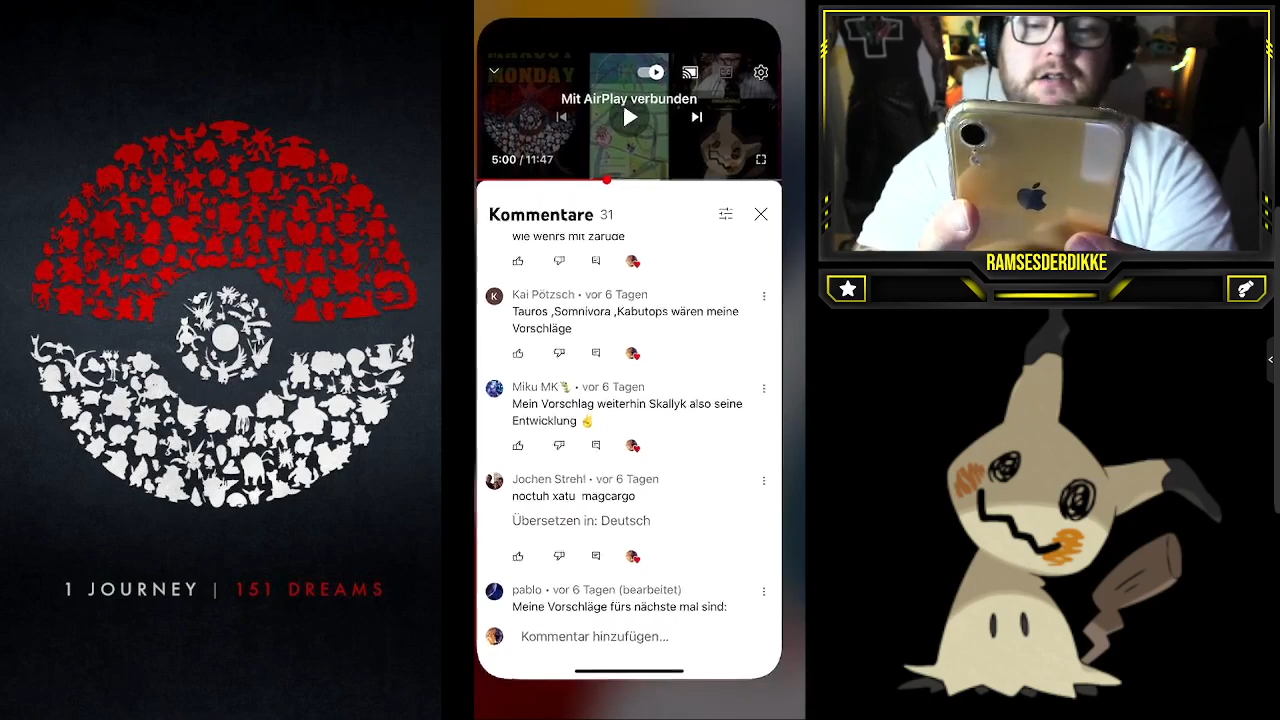 MAKUUT
MONDAY
Mit AirPlay verbunden
5:00 / 11:47
Kommentare 31
wie wenrs mit zarude
K
Kai Pötzsch • vor 6 Tagen
Tauros ,Somnivora ,Kabutops wären meine
Vorschläge
Miku MK🦎 • vor 6 Tagen
Mein Vorschlag weiterhin Skallyk also seine
Entwicklung ✌️
Jochen Strehl • vor 6 Tagen
noctuh xatu magcargo
Übersetzen in: Deutsch
pablo • vor 6 Tagen (bearbeitet)
Meine Vorschläge fürs nächste mal sind:
Kommentar hinzufügen...
1 JOURNEY | 151 DREAMS
RAMSESDERDIKKE